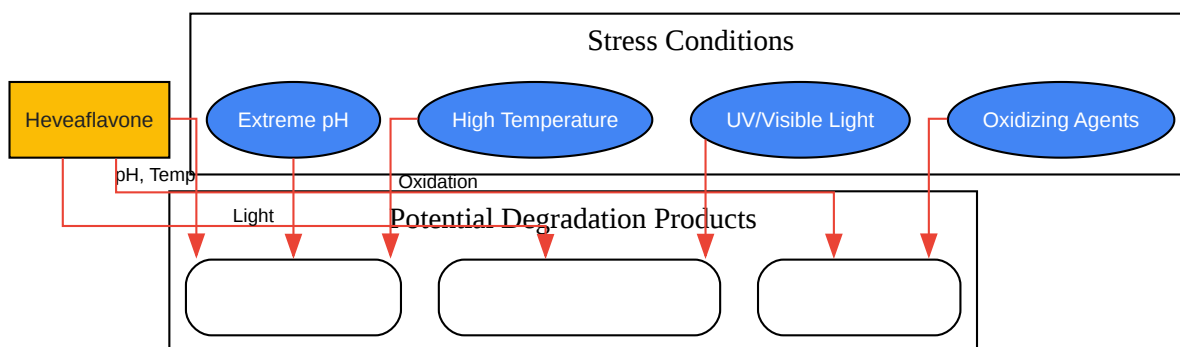 Stress Conditions
Heveaflavone
Extreme pH
High Temperature
UV/Visible Light
Oxidizing Agents
pH, Temp
Oxidation
Light
Potential Degradation Products